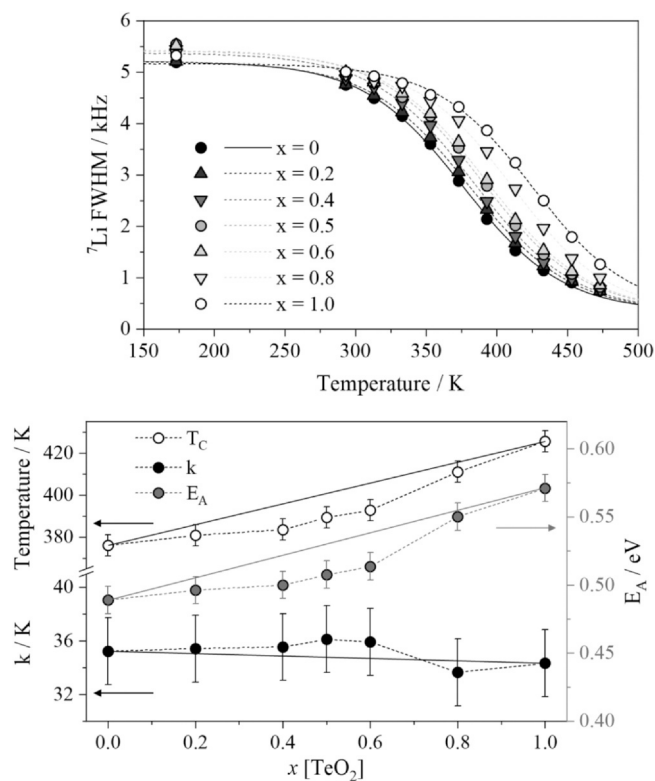 6
5
4
3
2
1
0
⁷Li FWHM / kHz
x = 0
x = 0.2
x = 0.4
x = 0.5
x = 0.6
x = 0.8
x = 1.0
150 200 250 300 350 400 450 500
Temperature / K
T_C
k
E_A
420
400
380
Temperature / K
40
36
32
k / K
0.60
0.55
0.50
0.45
0.40
E_A / eV
0.0 0.2 0.4 0.6 0.8 1.0
x [TeO₂]